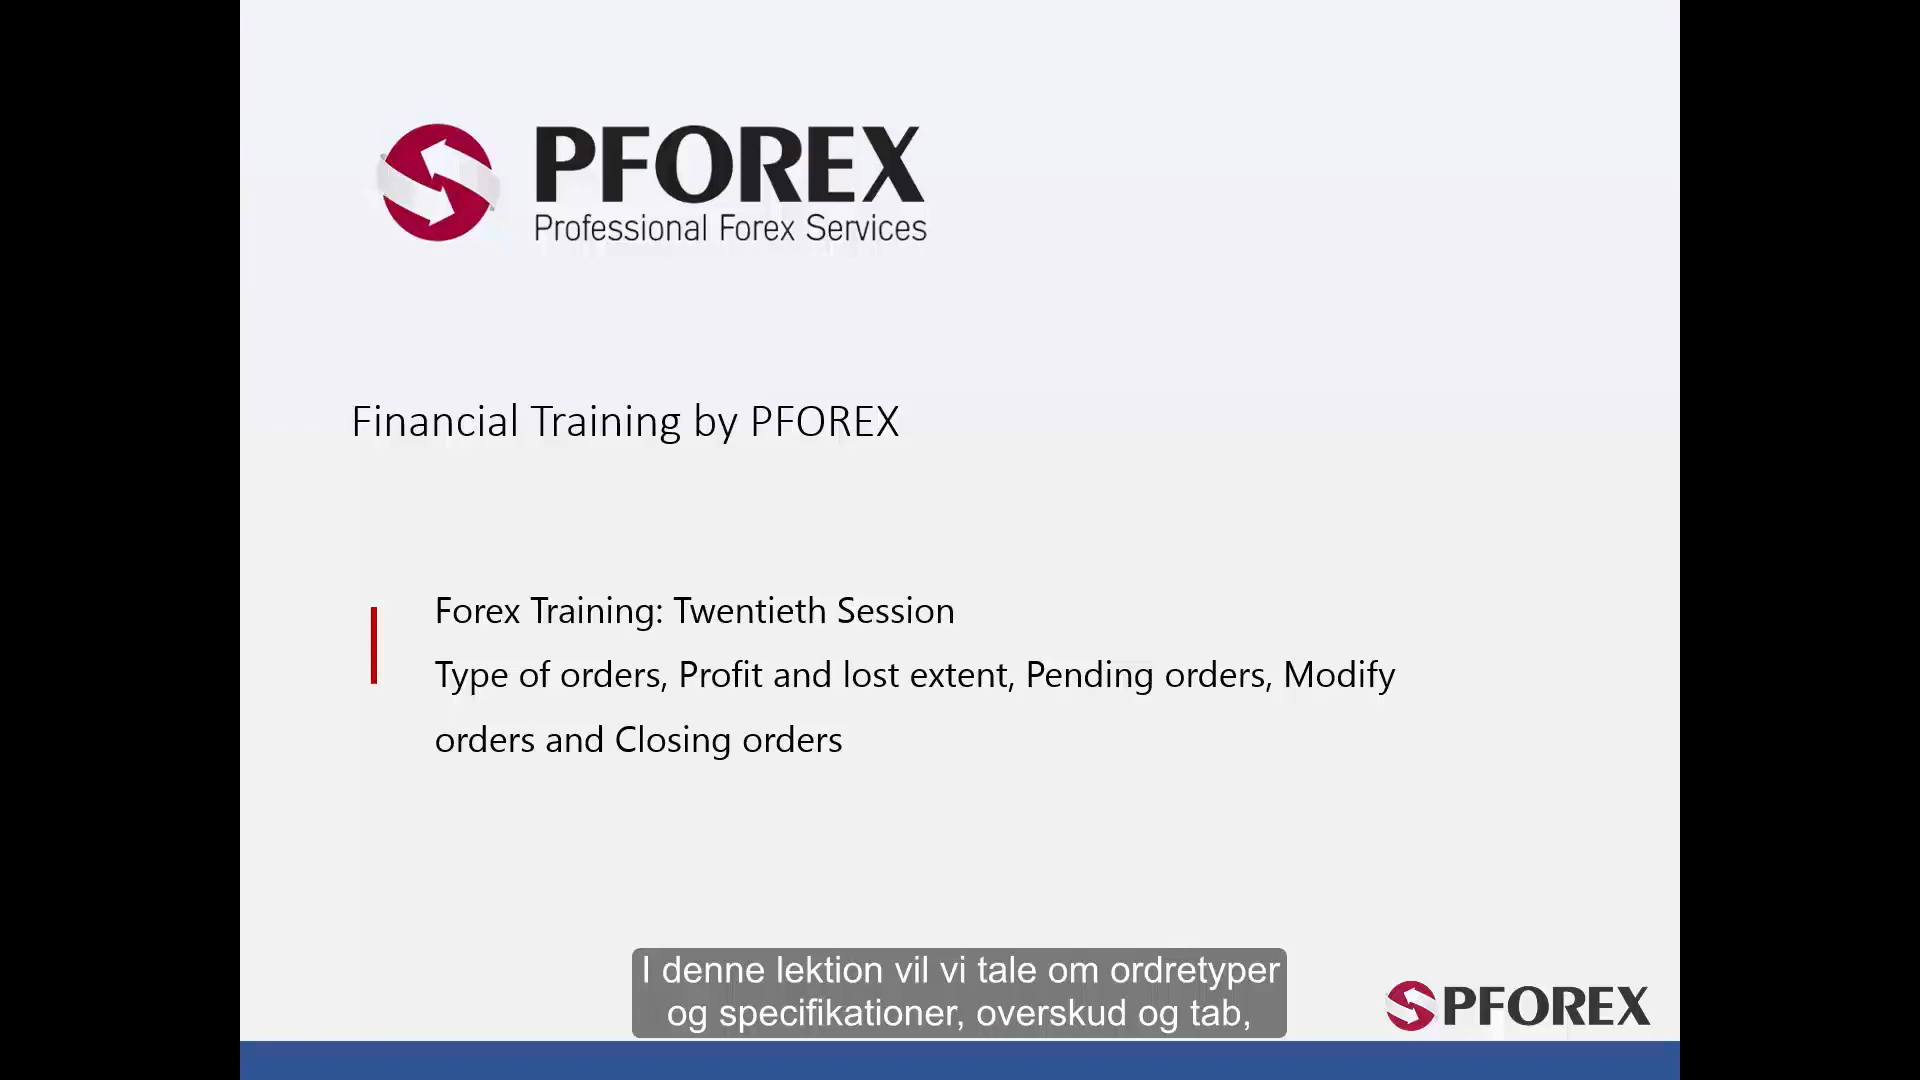 PFOREX
Professional Forex Services
Financial Training by PFOREX
Forex Training: Twentieth Session
Type of orders, Profit and lost extent, Pending orders, Modify
orders and Closing orders
I denne lektion vil vi tale om ordretyper
og specifikationer, overskud og tab,
PFOREX